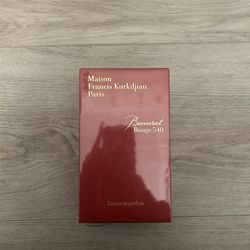 Maison
Francis Kurkdjian
Paris
Baccarat
Rouge 540
Extrait de parfum